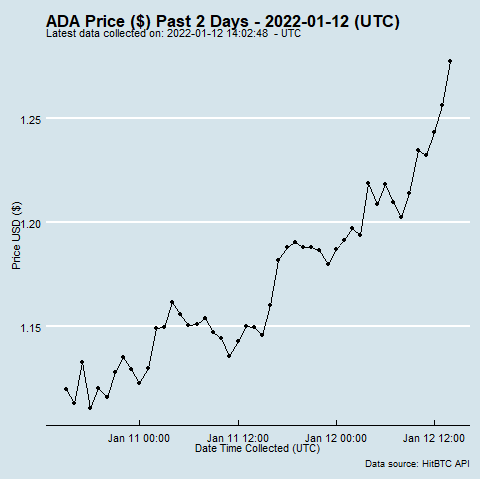 ADA Price ($) Past 2 Days - 2022-01-12 (UTC)
Latest data collected on: 2022-01-12 14:02:48 - UTC
1.25
1.20
1.15
Price USD ($)
Jan 11 00:00 Jan 11 12:00 Jan 12 00:00 Jan 12 12:00
Date Time Collected (UTC)
Data source: HitBTC API